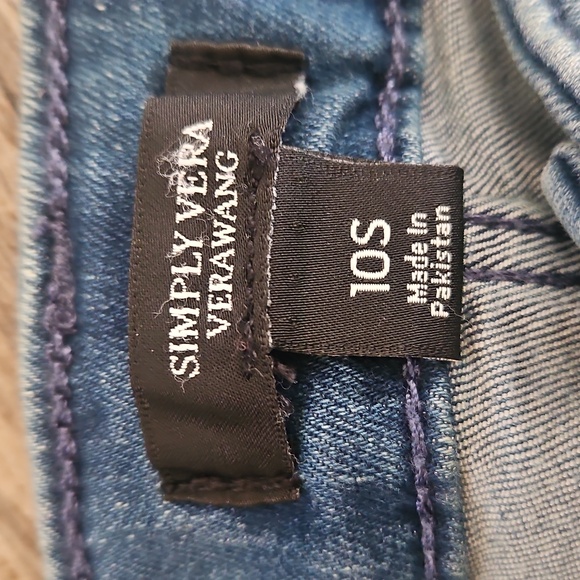 SIMPLY VERA
VERAWANG
10S
Made In
Pakistan